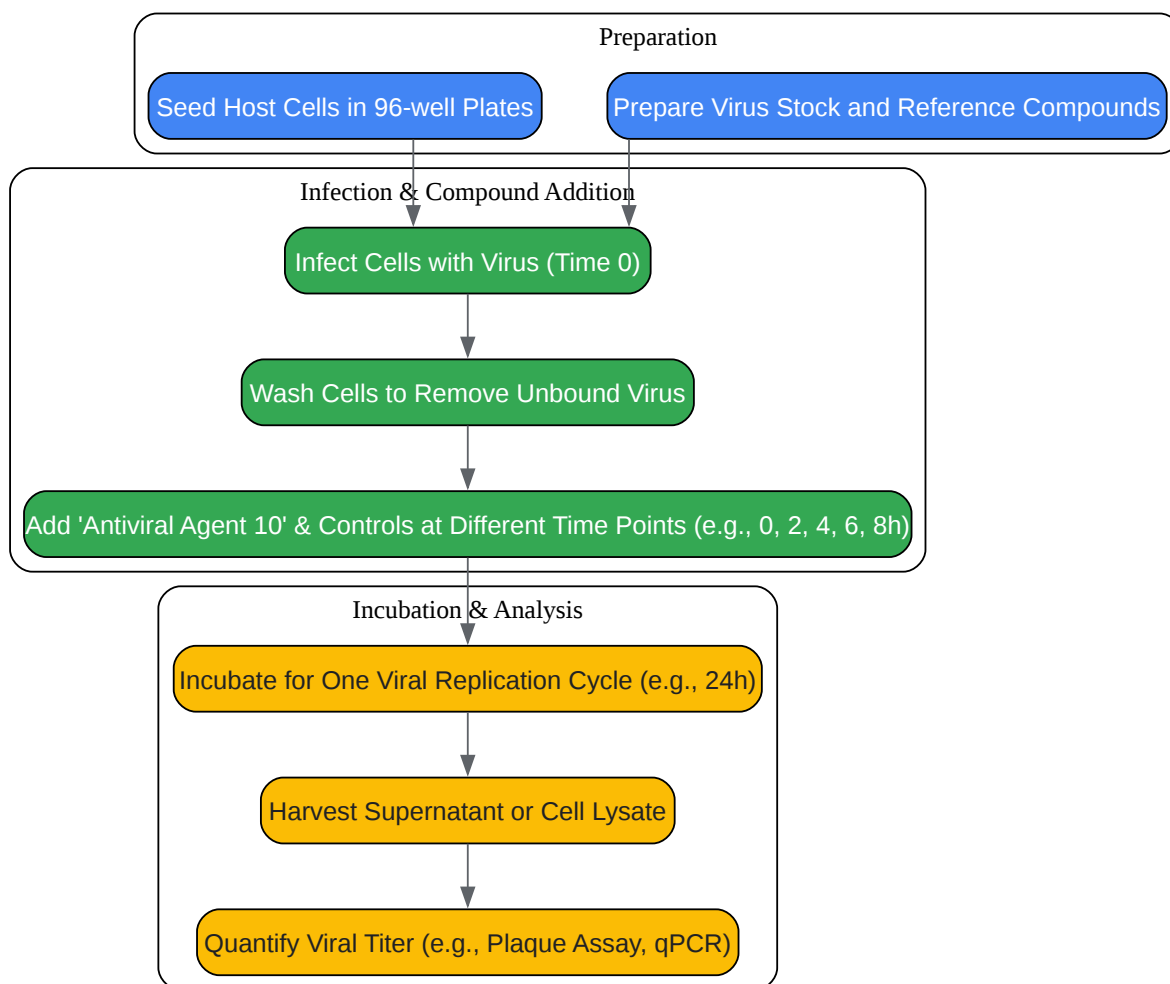 Preparation
Seed Host Cells in 96-well Plates
Prepare Virus Stock and Reference Compounds
Infection & Compound Addition
Infect Cells with Virus (Time 0)
Wash Cells to Remove Unbound Virus
Add 'Antiviral Agent 10' & Controls at Different Time Points (e.g., 0, 2, 4, 6, 8h)
Incubation & Analysis
Incubate for One Viral Replication Cycle (e.g., 24h)
Harvest Supernatant or Cell Lysate
Quantify Viral Titer (e.g., Plaque Assay, qPCR)